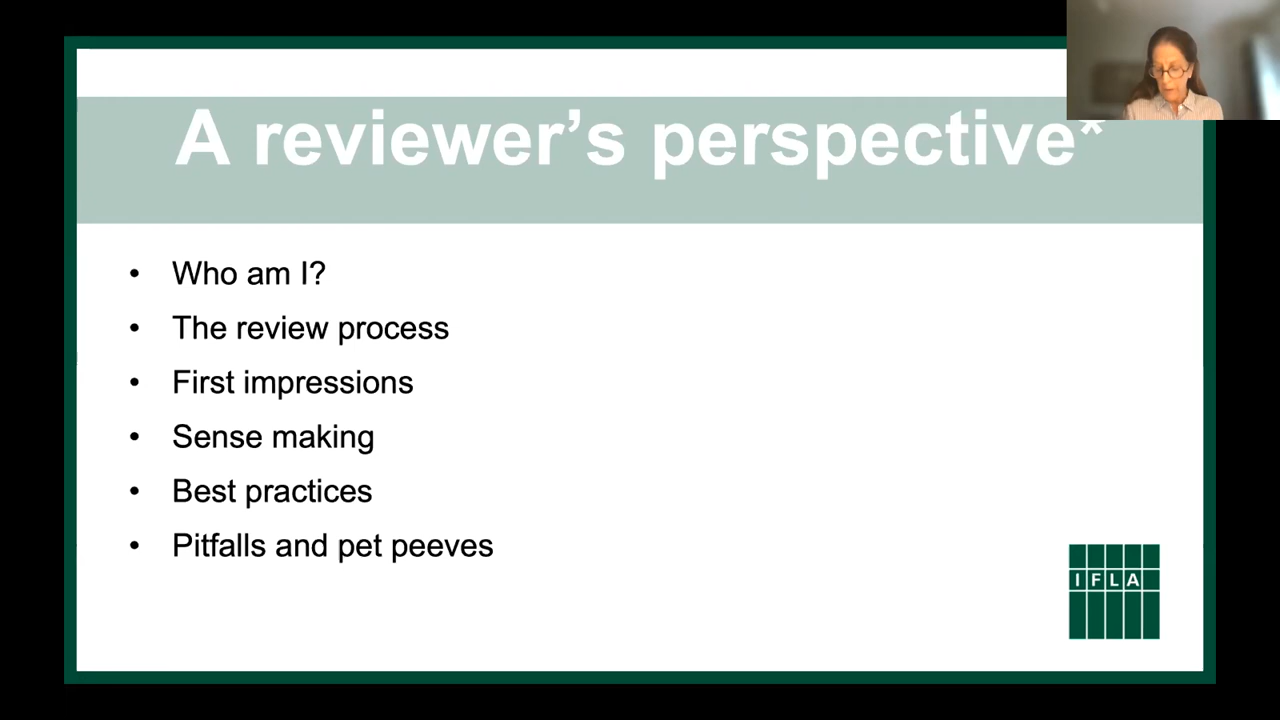 A reviewer’s perspective*
• Who am I?
• The review process
• First impressions
• Sense making
• Best practices
• Pitfalls and pet peeves
IFLA